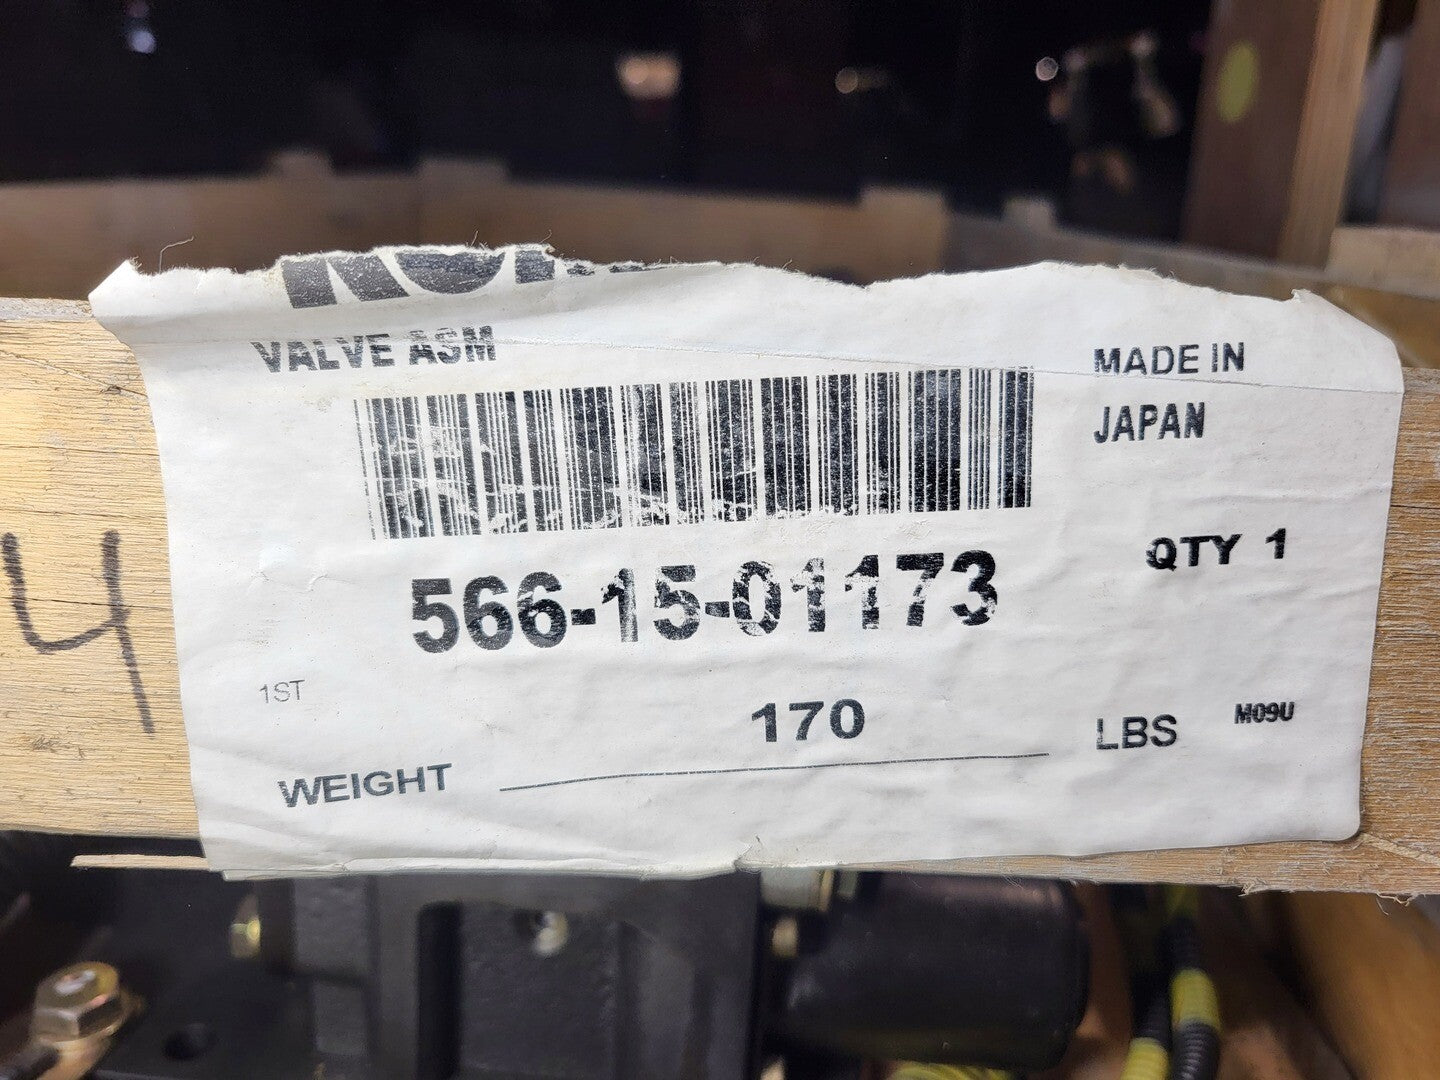 VALVE ASM
MADE IN
JAPAN
QTY 1
566-15-01173
1ST
170
LBS
M09U
WEIGHT
4